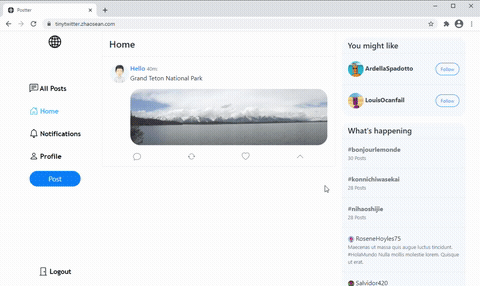 Postter
tinytwitter.zhaosean.com
All Posts
Home
Notifications
Profile
Post
Logout
Home
Hello 40m
Grand Teton National Park
You might like
ArdellaSpadotto
Follow
LouisOcanfail
Follow
What's happening
#bonjourlemonde
30 Posts
#konnichiwasekai
28 Posts
#nihaoshijie
28 Posts
RoseneHoyles75
Maecenas ut massa quis augue luctus tincidunt.
#HolaMundo Nulla mollis molestie lorem. Quisque
ut erat.
Salvidor420